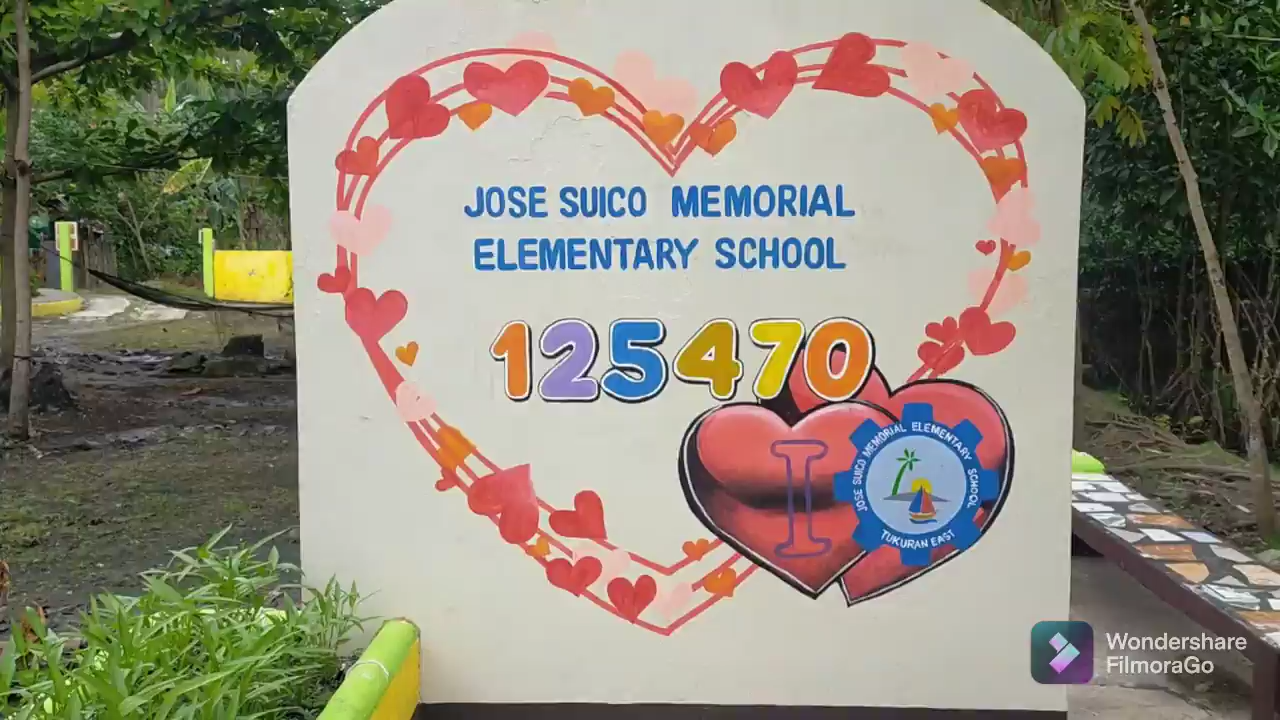 JOSE SUICO MEMORIAL
ELEMENTARY SCHOOL
125470
I
JOSE SUICO MEMORIAL ELEMENTARY SCHOOL
TUKURAN EAST
Wondershare
FilmoraGo